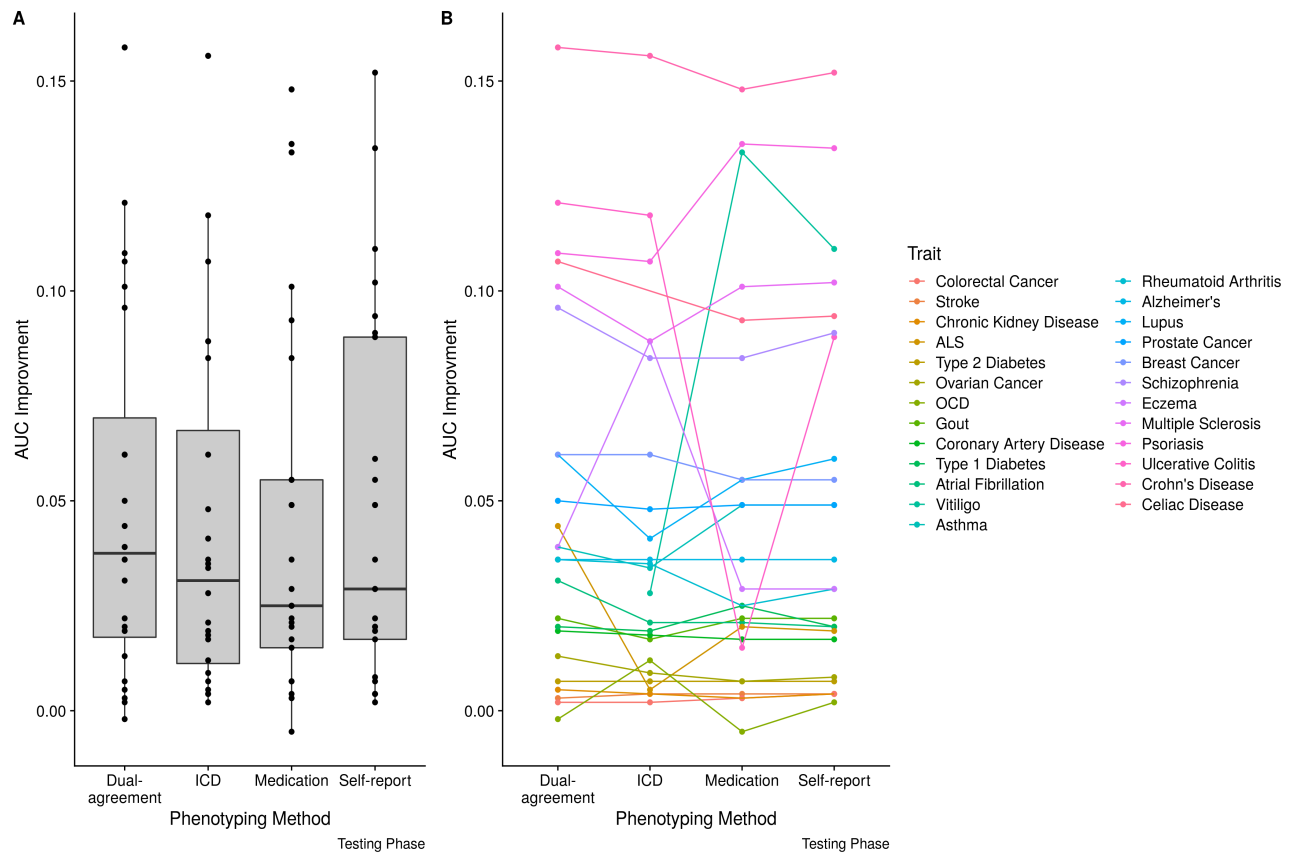 A
AUC Improvment
0.15
0.10
0.05
0.00
Dual-
agreement
ICD
Medication
Self-report
Phenotyping Method
Testing Phase
B
AUC Improvment
0.15
0.10
0.05
0.00
Dual-
agreement
ICD
Medication
Self-report
Phenotyping Method
Testing Phase
Trait
Colorectal Cancer
Stroke
Chronic Kidney Disease
ALS
Type 2 Diabetes
Ovarian Cancer
OCD
Gout
Coronary Artery Disease
Type 1 Diabetes
Atrial Fibrillation
Vitiligo
Asthma
Rheumatoid Arthritis
Alzheimer's
Lupus
Prostate Cancer
Breast Cancer
Schizophrenia
Eczema
Multiple Sclerosis
Psoriasis
Ulcerative Colitis
Crohn's Disease
Celiac Disease